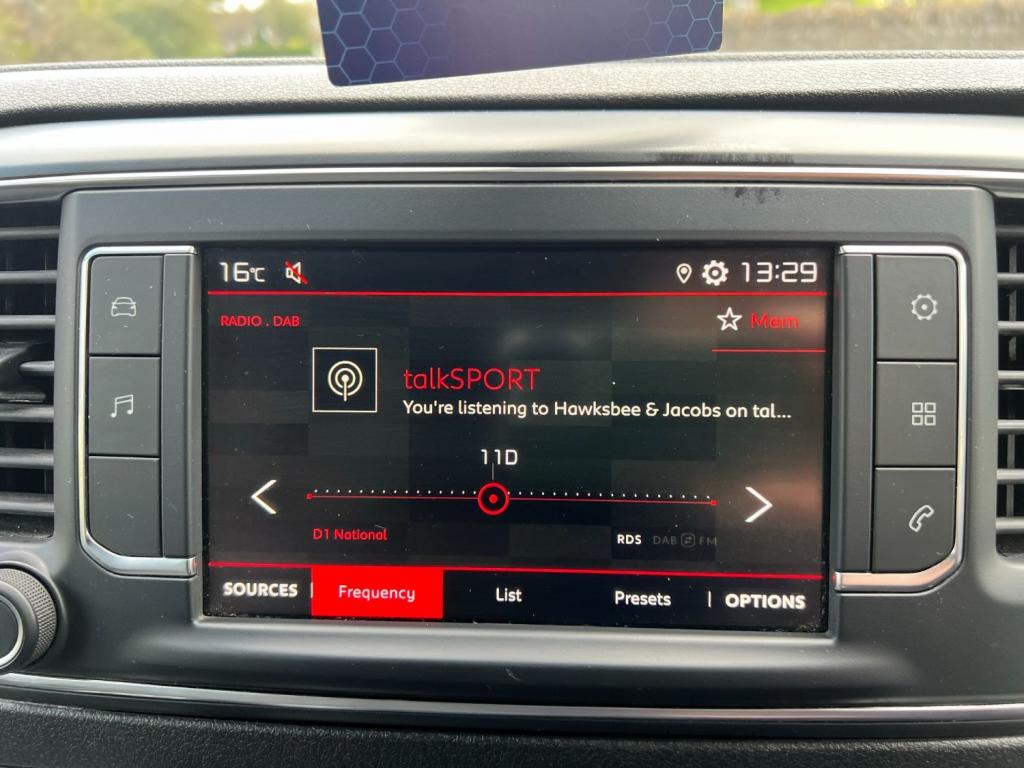 16°C 13:29
RADIO . DAB
Mem
talkSPORT
You're listening to Hawksbee & Jacobs on tal...
11D
D1 National
RDS DAB FM
SOURCES Frequency List Presets OPTIONS